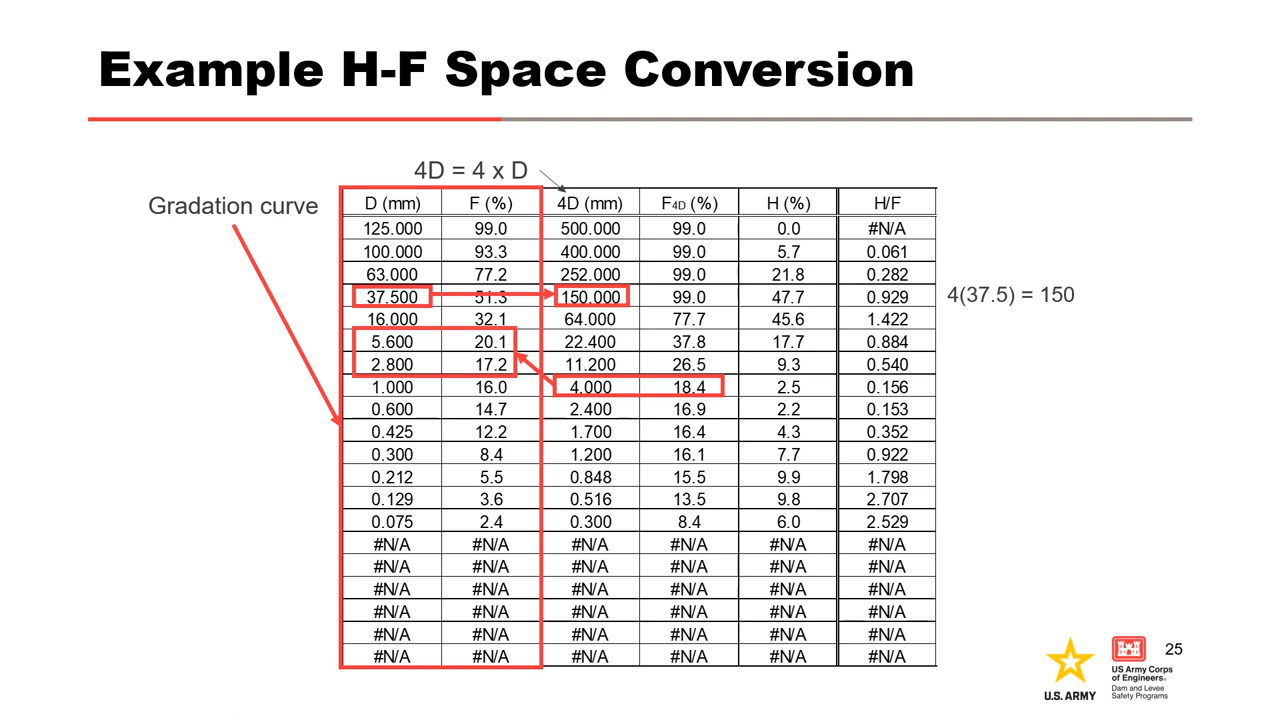 Example H-F Space Conversion
4D = 4 x D
Gradation curve
D (mm) F (%) 4D (mm) F4D (%) H (%) H/F
125.000 99.0 500.000 99.0 0.0 #N/A
100.000 93.3 400.000 99.0 5.7 0.061
63.000 77.2 252.000 99.0 21.8 0.282
37.500 51.3 150.000 99.0 47.7 0.929
4(37.5) = 150
16.000 32.1 64.000 77.7 45.6 1.422
5.600 20.1 22.400 37.8 17.7 0.884
2.800 17.2 11.200 26.5 9.3 0.540
1.000 16.0 4.000 18.4 2.5 0.156
0.600 14.7 2.400 16.9 2.2 0.153
0.425 12.2 1.700 16.4 4.3 0.352
0.300 8.4 1.200 16.1 7.7 0.922
0.212 5.5 0.848 15.5 9.9 1.798
0.129 3.6 0.516 13.5 9.8 2.707
0.075 2.4 0.300 8.4 6.0 2.529
#N/A #N/A #N/A #N/A #N/A #N/A
#N/A #N/A #N/A #N/A #N/A #N/A
#N/A #N/A #N/A #N/A #N/A #N/A
#N/A #N/A #N/A #N/A #N/A #N/A
#N/A #N/A #N/A #N/A #N/A #N/A
#N/A #N/A #N/A #N/A #N/A #N/A
25
U.S. ARMY
US Army Corps
of Engineers®
Dam and Levee
Safety Programs